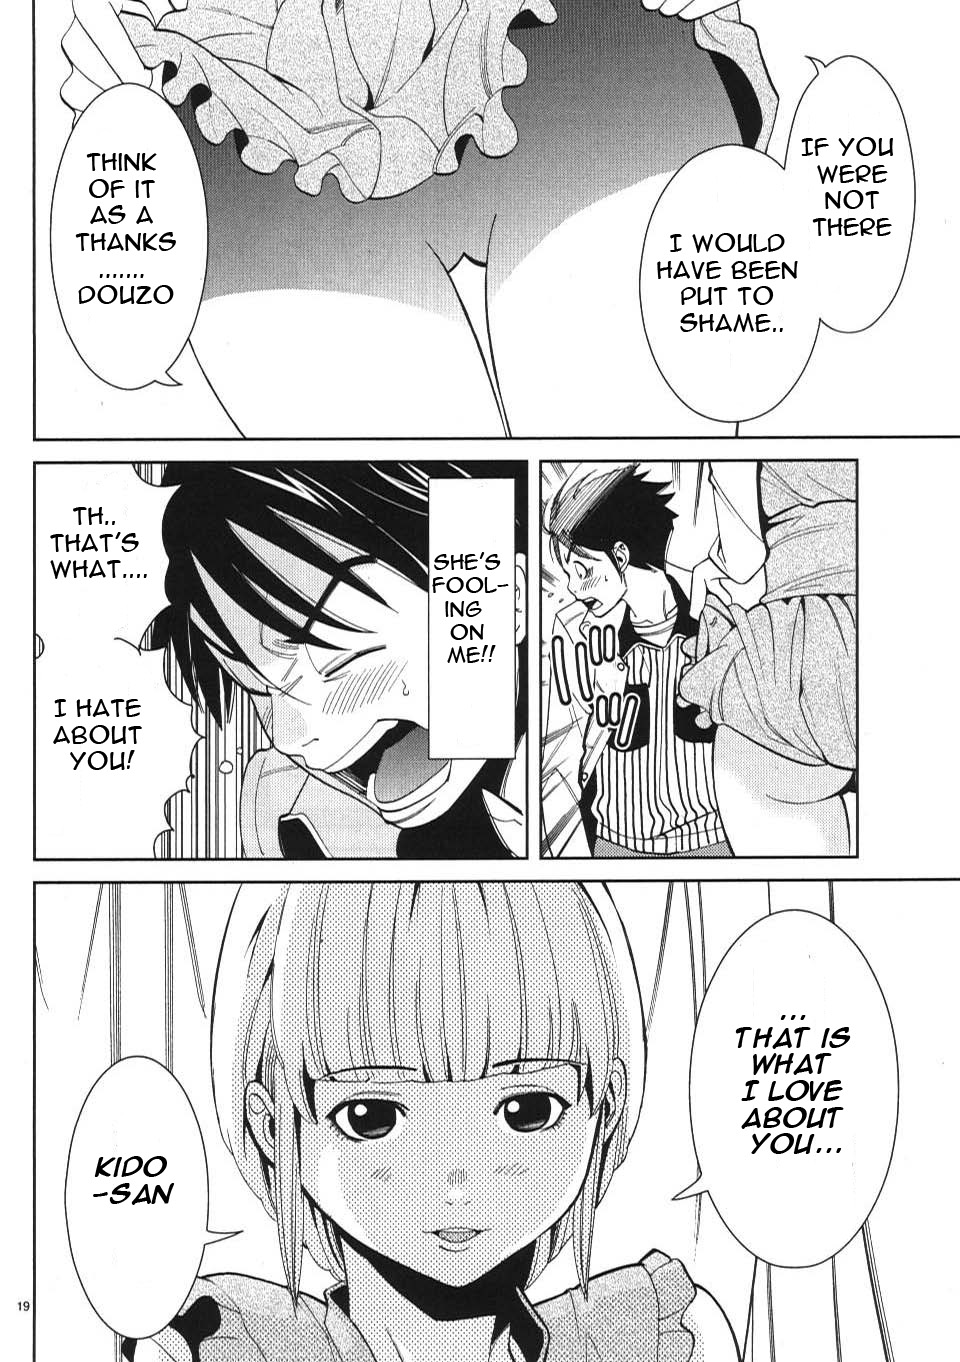 IF YOU
WERE
NOT
THERE
I WOULD
HAVE BEEN
PUT TO
SHAME..
THINK
OF IT
AS A
THANKS
.......
DOUZO
SHE'S
FOOL-
ING
ON
ME!!
TH..
THAT'S
WHAT....
I HATE
ABOUT
YOU!
...
THAT IS
WHAT
I LOVE
ABOUT
YOU...
KIDO
-SAN
19